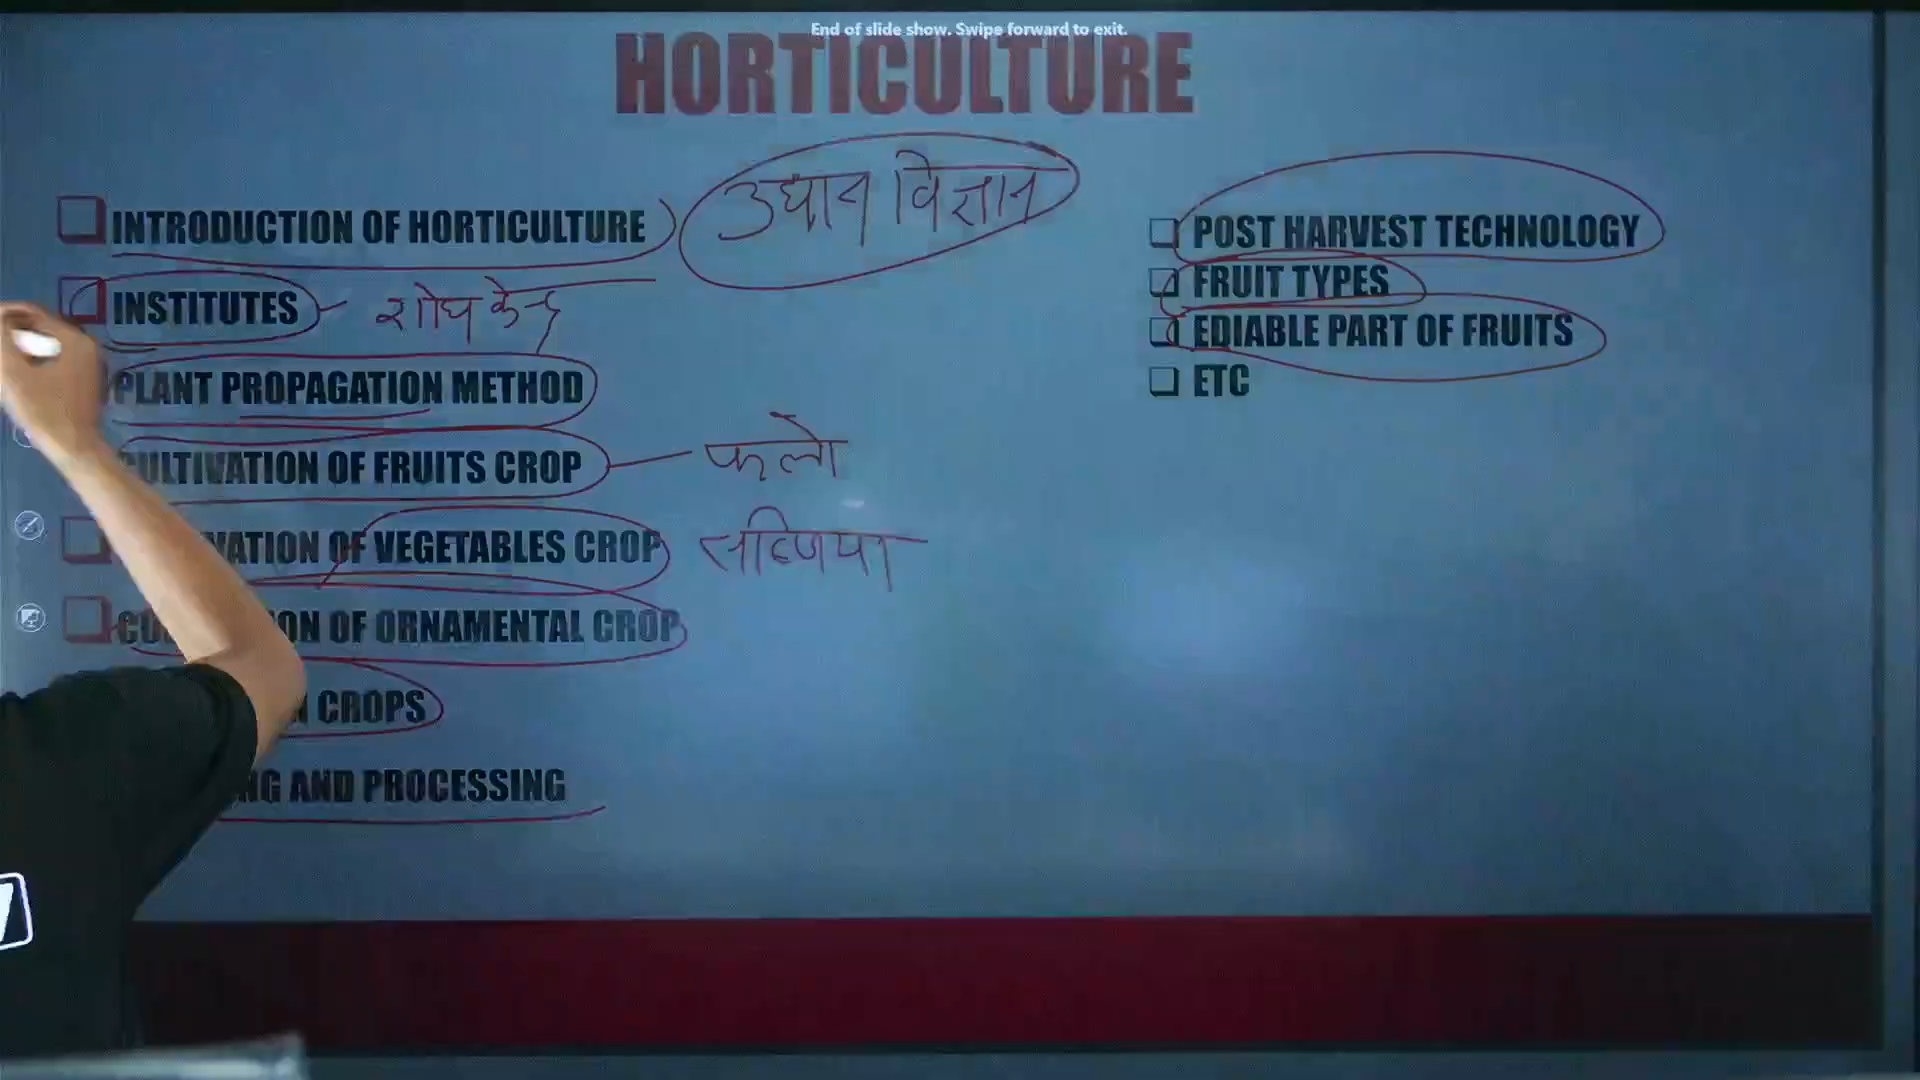 End of slide show. Swipe forward to exit.
HORTICULTURE
उद्यान विज्ञान
INTRODUCTION OF HORTICULTURE
INSTITUTES - शोध केन्द्र
PLANT PROPAGATION METHOD
CULTIVATION OF FRUITS CROP - फलो
VATION OF VEGETABLES CROP सब्जिया
CU ON OF ORNAMENTAL CROP
CROPS
NG AND PROCESSING
POST HARVEST TECHNOLOGY
FRUIT TYPES
EDIABLE PART OF FRUITS
ETC